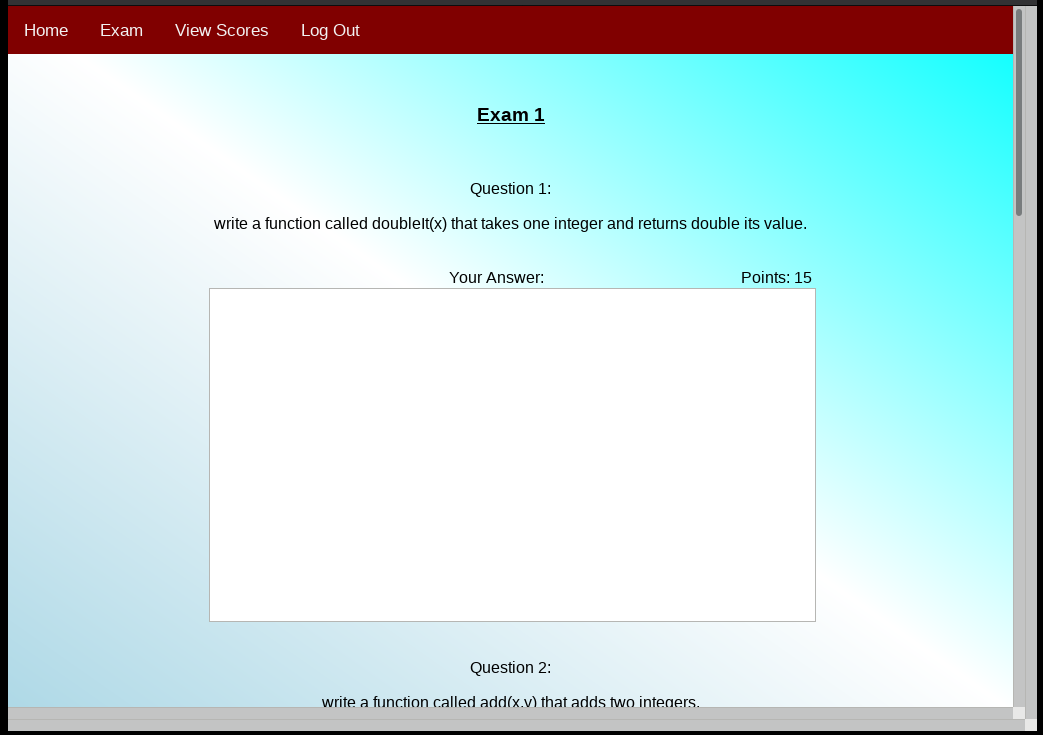 Home Exam View Scores Log Out
Exam 1
Question 1:
write a function called doubleIt(x) that takes one integer and returns double its value.
Your Answer: Points: 15
Question 2:
write a function called add(x,y) that adds two integers.